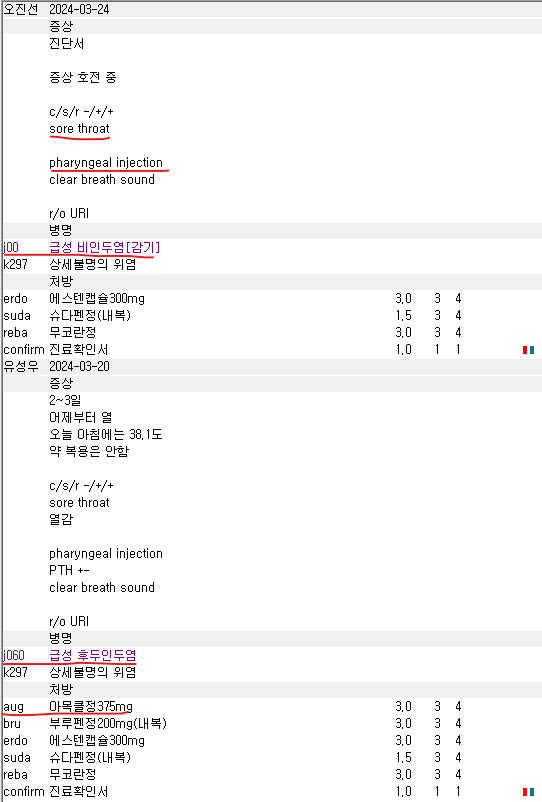 오진선 2024-03-24
증상
진단서
증상 호전 중
c/s/r -/+/+
sore throat
pharyngeal injection
clear breath sound
r/o URI
병명
j00 급성 비인두염[감기]
k297 상세불명의 위염
처방
erdo 에스텐캡슐300mg 3.0 3 4
suda 슈다펜정(내복) 1.5 3 4
reba 무코란정 3.0 3 4
confirm 진료확인서 1.0 1 1
유성우 2024-03-20
증상
2~3일
어제부터 열
오늘 아침에는 38.1도
약 복용은 안함
c/s/r -/+/+
sore throat
열감
pharyngeal injection
PTH +-
clear breath sound
r/o URI
병명
j060 급성 후두인두염
k297 상세불명의 위염
처방
aug 아목클정375mg 3.0 3 4
bru 부루펜정200mg(내복) 3.0 3 4
erdo 에스텐캡슐300mg 3.0 3 4
suda 슈다펜정(내복) 1.5 3 4
reba 무코란정 3.0 3 4
confirm 진료확인서 1.0 1 1